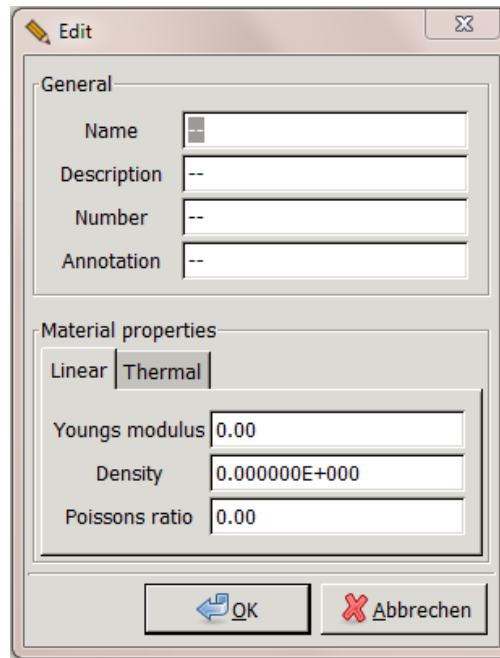 Edit
General
Name --
Description --
Number --
Annotation --
Material properties
Linear Thermal
Youngs modulus 0.00
Density 0.000000E+000
Poissons ratio 0.00
OK Abbrechen